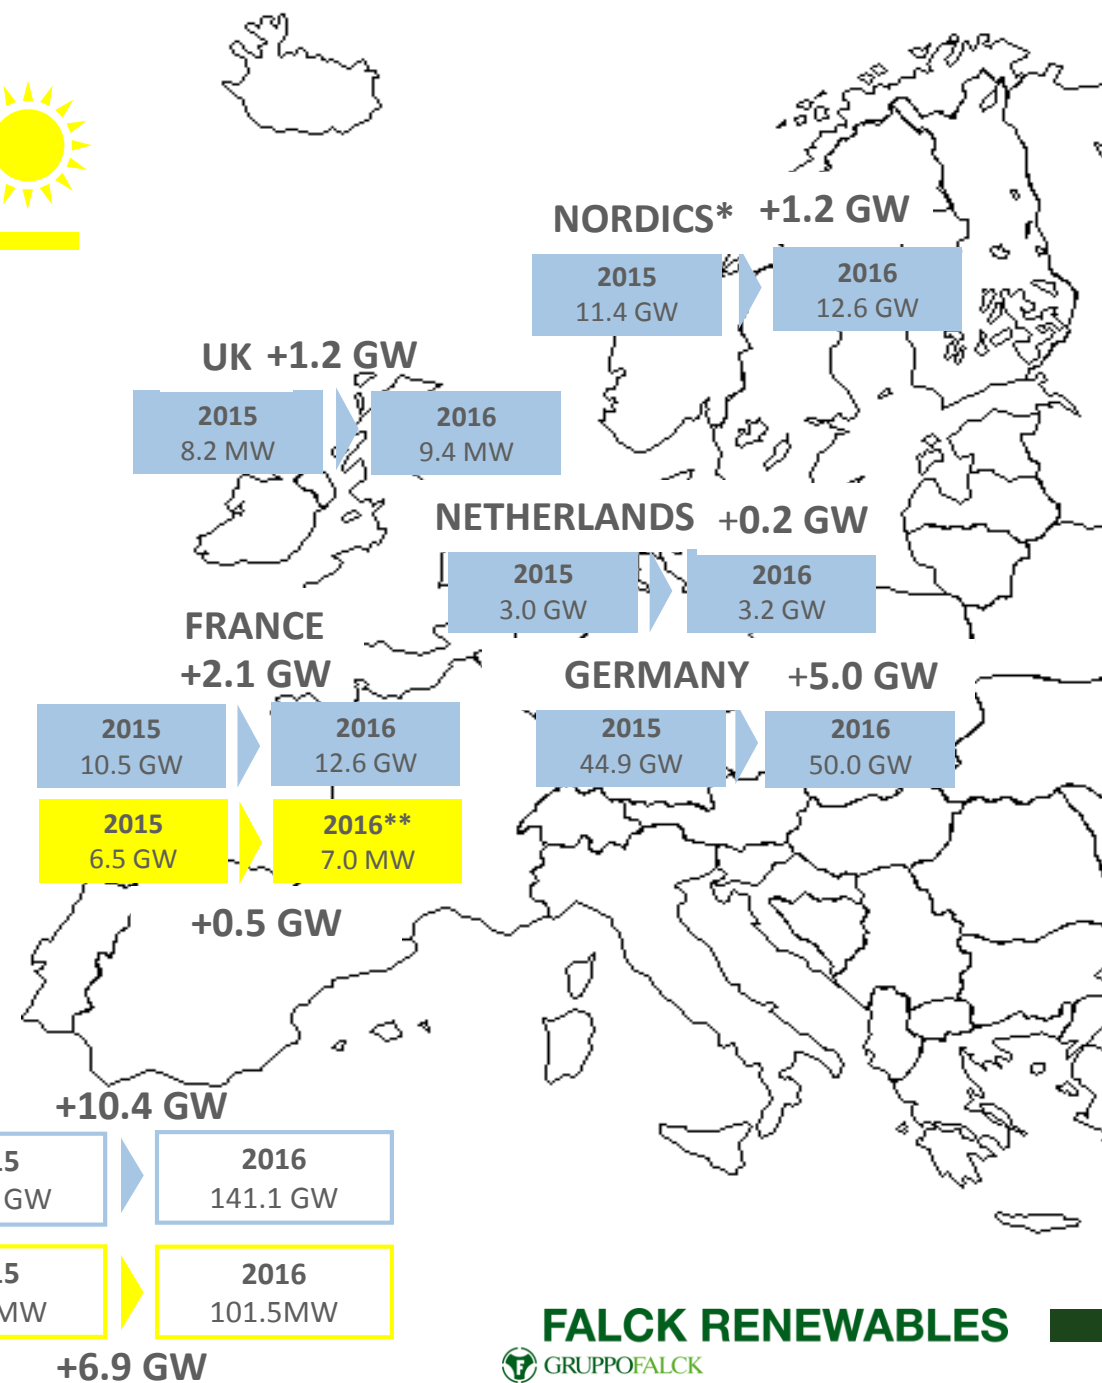 NORDICS* +1.2 GW
2015
11.4 GW
2016
12.6 GW
UK +1.2 GW
2015
8.2 MW
2016
9.4 MW
NETHERLANDS +0.2 GW
2015
3.0 GW
2016
3.2 GW
FRANCE
+2.1 GW
2015
10.5 GW
2016
12.6 GW
2015
6.5 GW
2016**
7.0 MW
+0.5 GW
GERMANY +5.0 GW
2015
44.9 GW
2016
50.0 GW
+10.4 GW
5
GW
2016
141.1 GW
5
MW
2016
101.5MW
+6.9 GW
FALCK RENEWABLES
GRUPPOFALCK